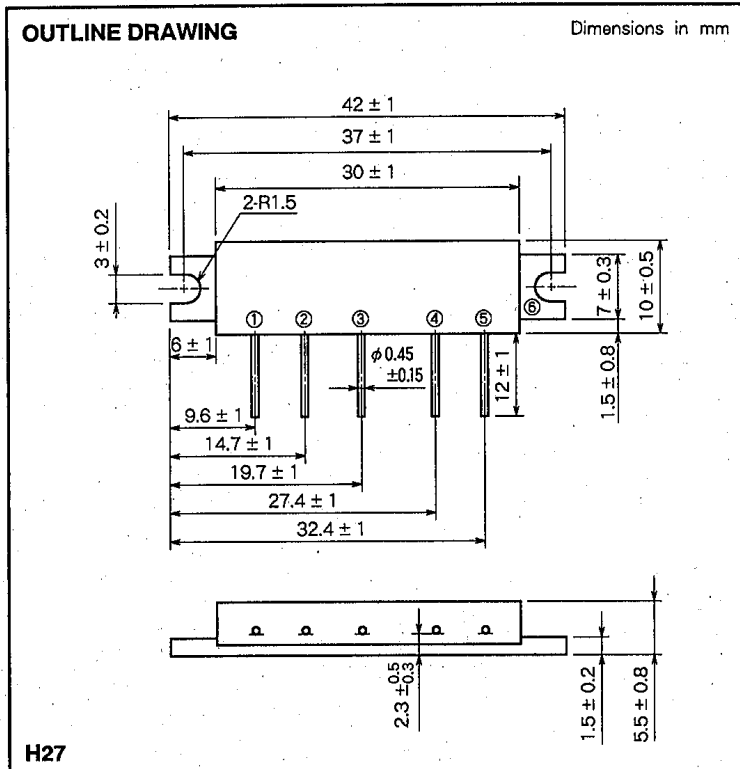 OUTLINE DRAWING
Dimensions in mm
42 ± 1
37 ± 1
30 ± 1
2-R1.5
3 ± 0.2
① ② ③ ④ ⑤
⑥
7 ± 0.3
10 ± 0.5
6 ± 1
φ 0.45
±0.15
12 ± 1
1.5 ± 0.8
9.6 ± 1
14.7 ± 1
19.7 ± 1
27.4 ± 1
32.4 ± 1
2.3 ± 0.5 0.3
1.5 ± 0.2
5.5 ± 0.8
H27